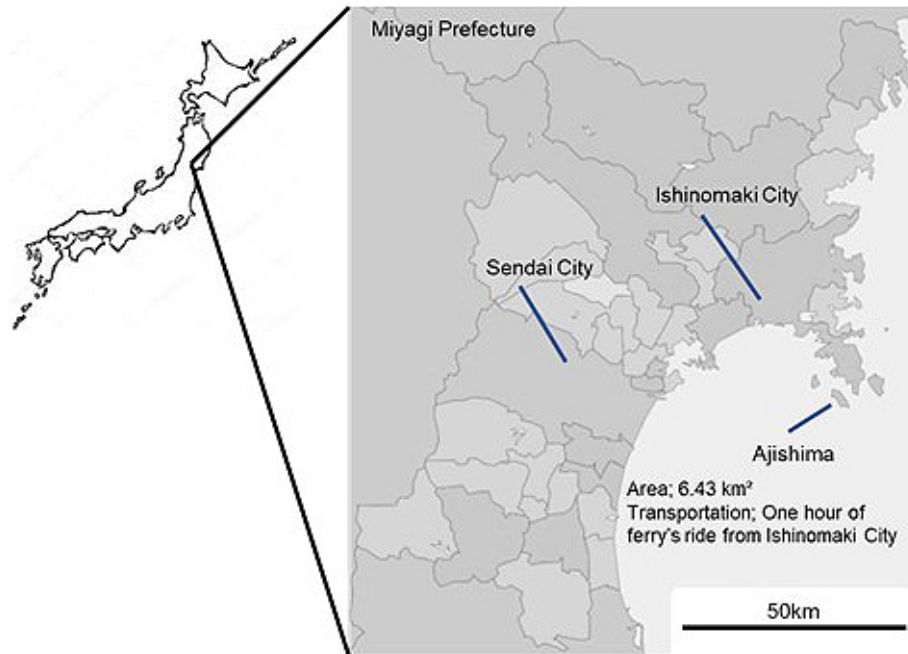 Miyagi Prefecture
Ishinomaki City
Sendai City
Ajishima
Area; 6.43 km²
Transportation; One hour of
ferry's ride from Ishinomaki City
50km